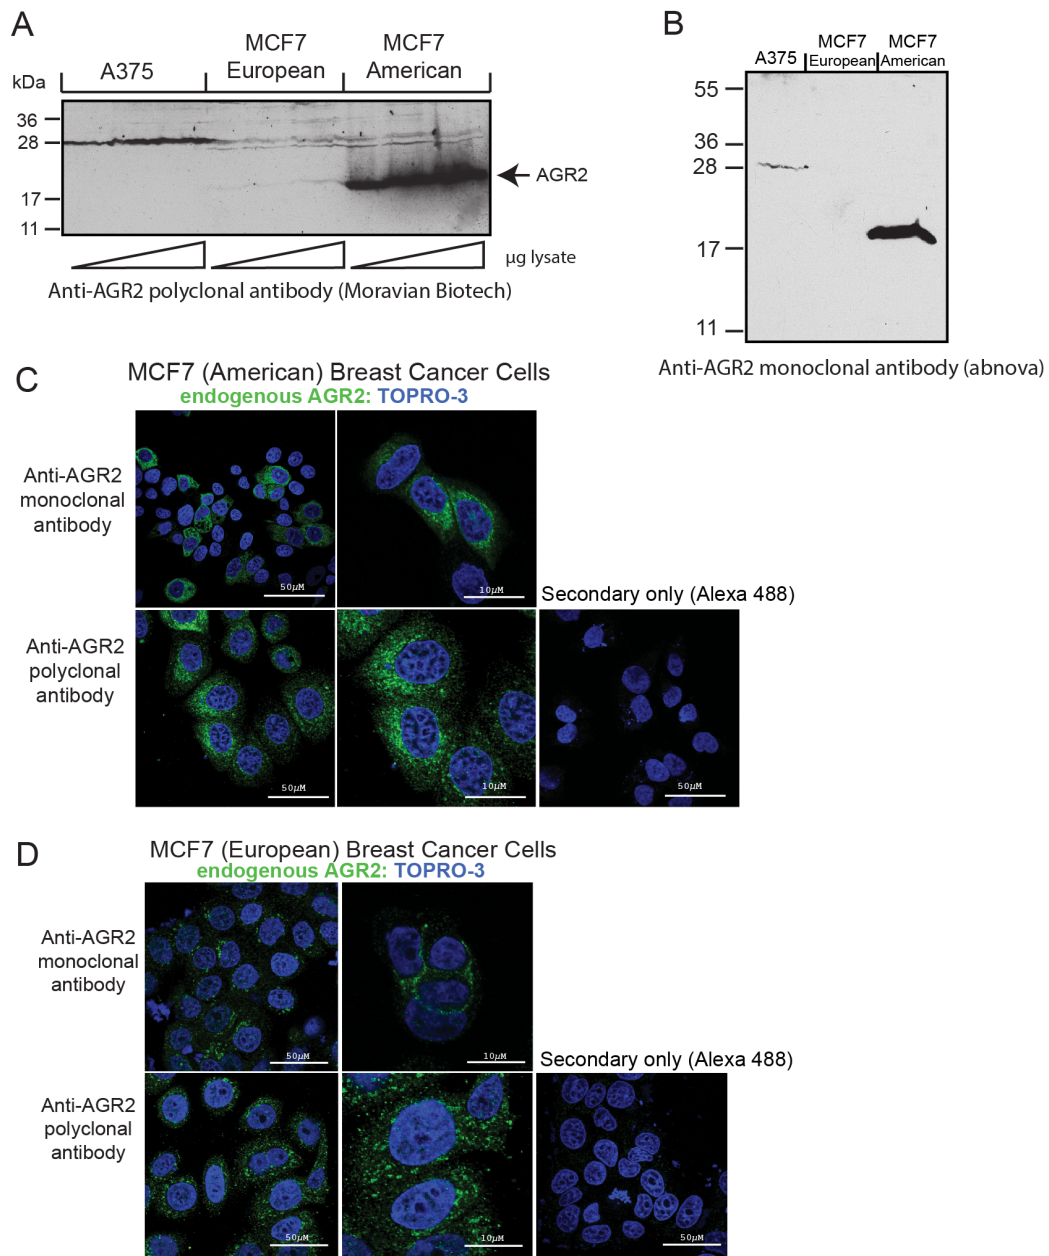 A
MCF7
MCF7
A375
European
American
kDa
36
28
17
11
AGR2
µg lysate
Anti-AGR2 polyclonal antibody (Moravian Biotech)
B
MCF7
MCF7
A375
European
American
55
36
28
17
11
Anti-AGR2 monoclonal antibody (abnova)
C
MCF7 (American) Breast Cancer Cells
endogenous AGR2: TOPRO-3
Anti-AGR2
monoclonal
antibody
50µM
10µM
Secondary only (Alexa 488)
Anti-AGR2
polyclonal
antibody
50µM
10µM
50µM
D
MCF7 (European) Breast Cancer Cells
endogenous AGR2: TOPRO-3
Anti-AGR2
monoclonal
antibody
50µM
10µM
Secondary only (Alexa 488)
Anti-AGR2
polyclonal
antibody
50µM
10µM
50µM